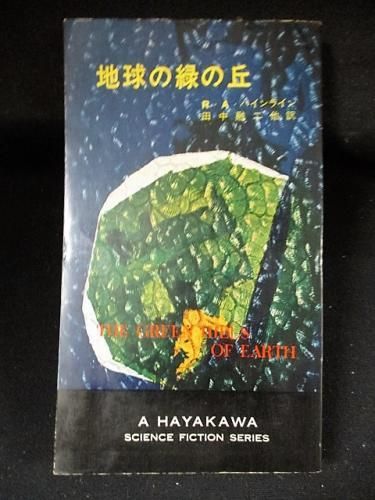 地球の緑の丘
R A ハインライン
田中融二他訳
THE GREEN HILLS
OF EARTH
A HAYAKAWA
SCIENCE FICTION SERIES